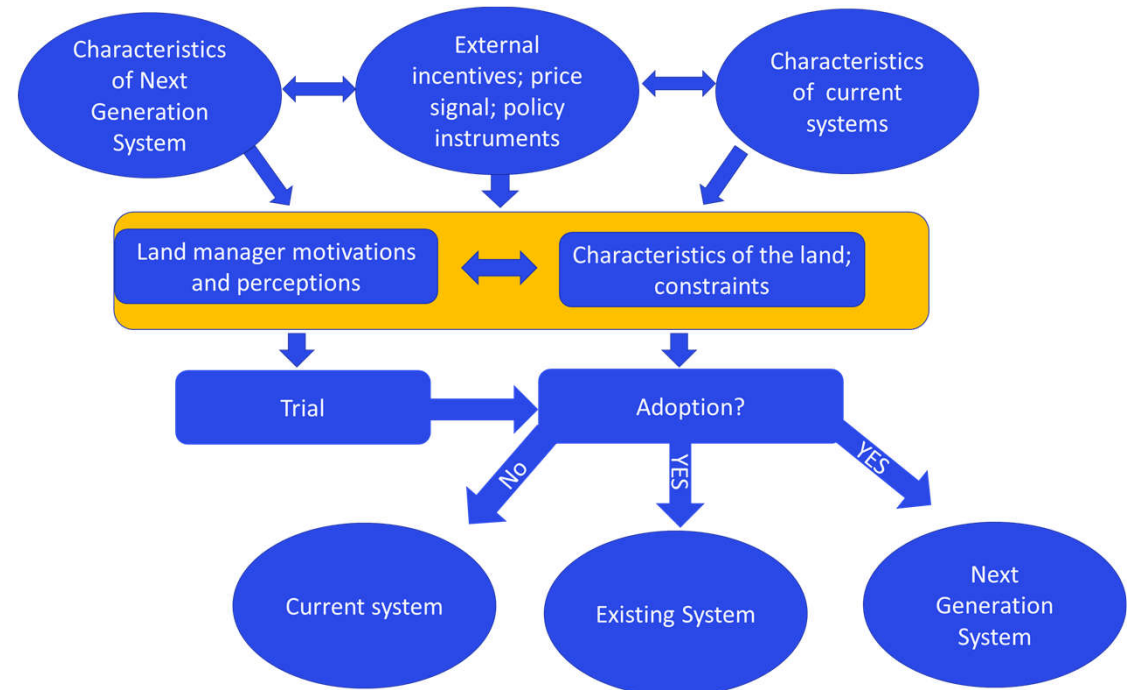 Characteristics
of Next
Generation
System
External
incentives; price
signal; policy
instruments
Characteristics
of current
systems
Land manager motivations
and perceptions
Characteristics of the land;
constraints
Trial
Adoption?
No
YES
YES
Current system
Existing System
Next
Generation
System